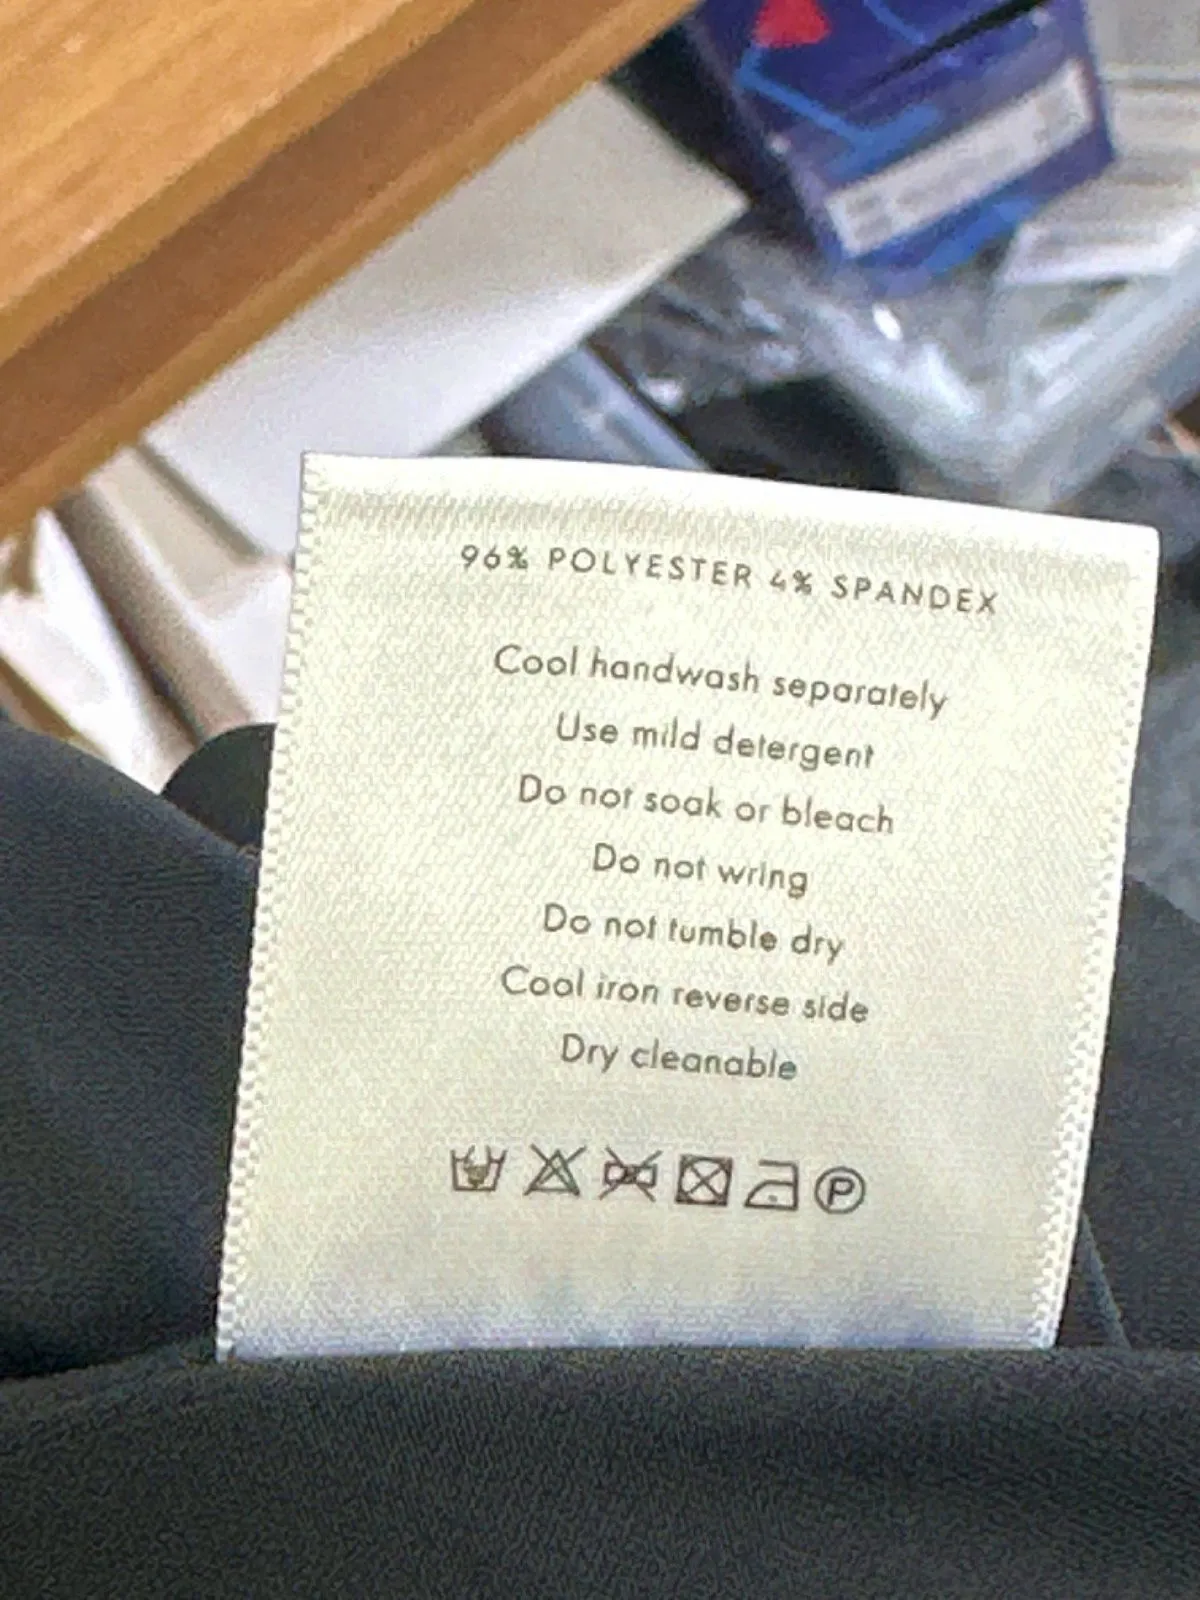 96% POLYESTER 4% SPANDEX
Cool handwash separately
Use mild detergent
Do not soak or bleach
Do not wring
Do not tumble dry
Cool iron reverse side
Dry cleanable
P